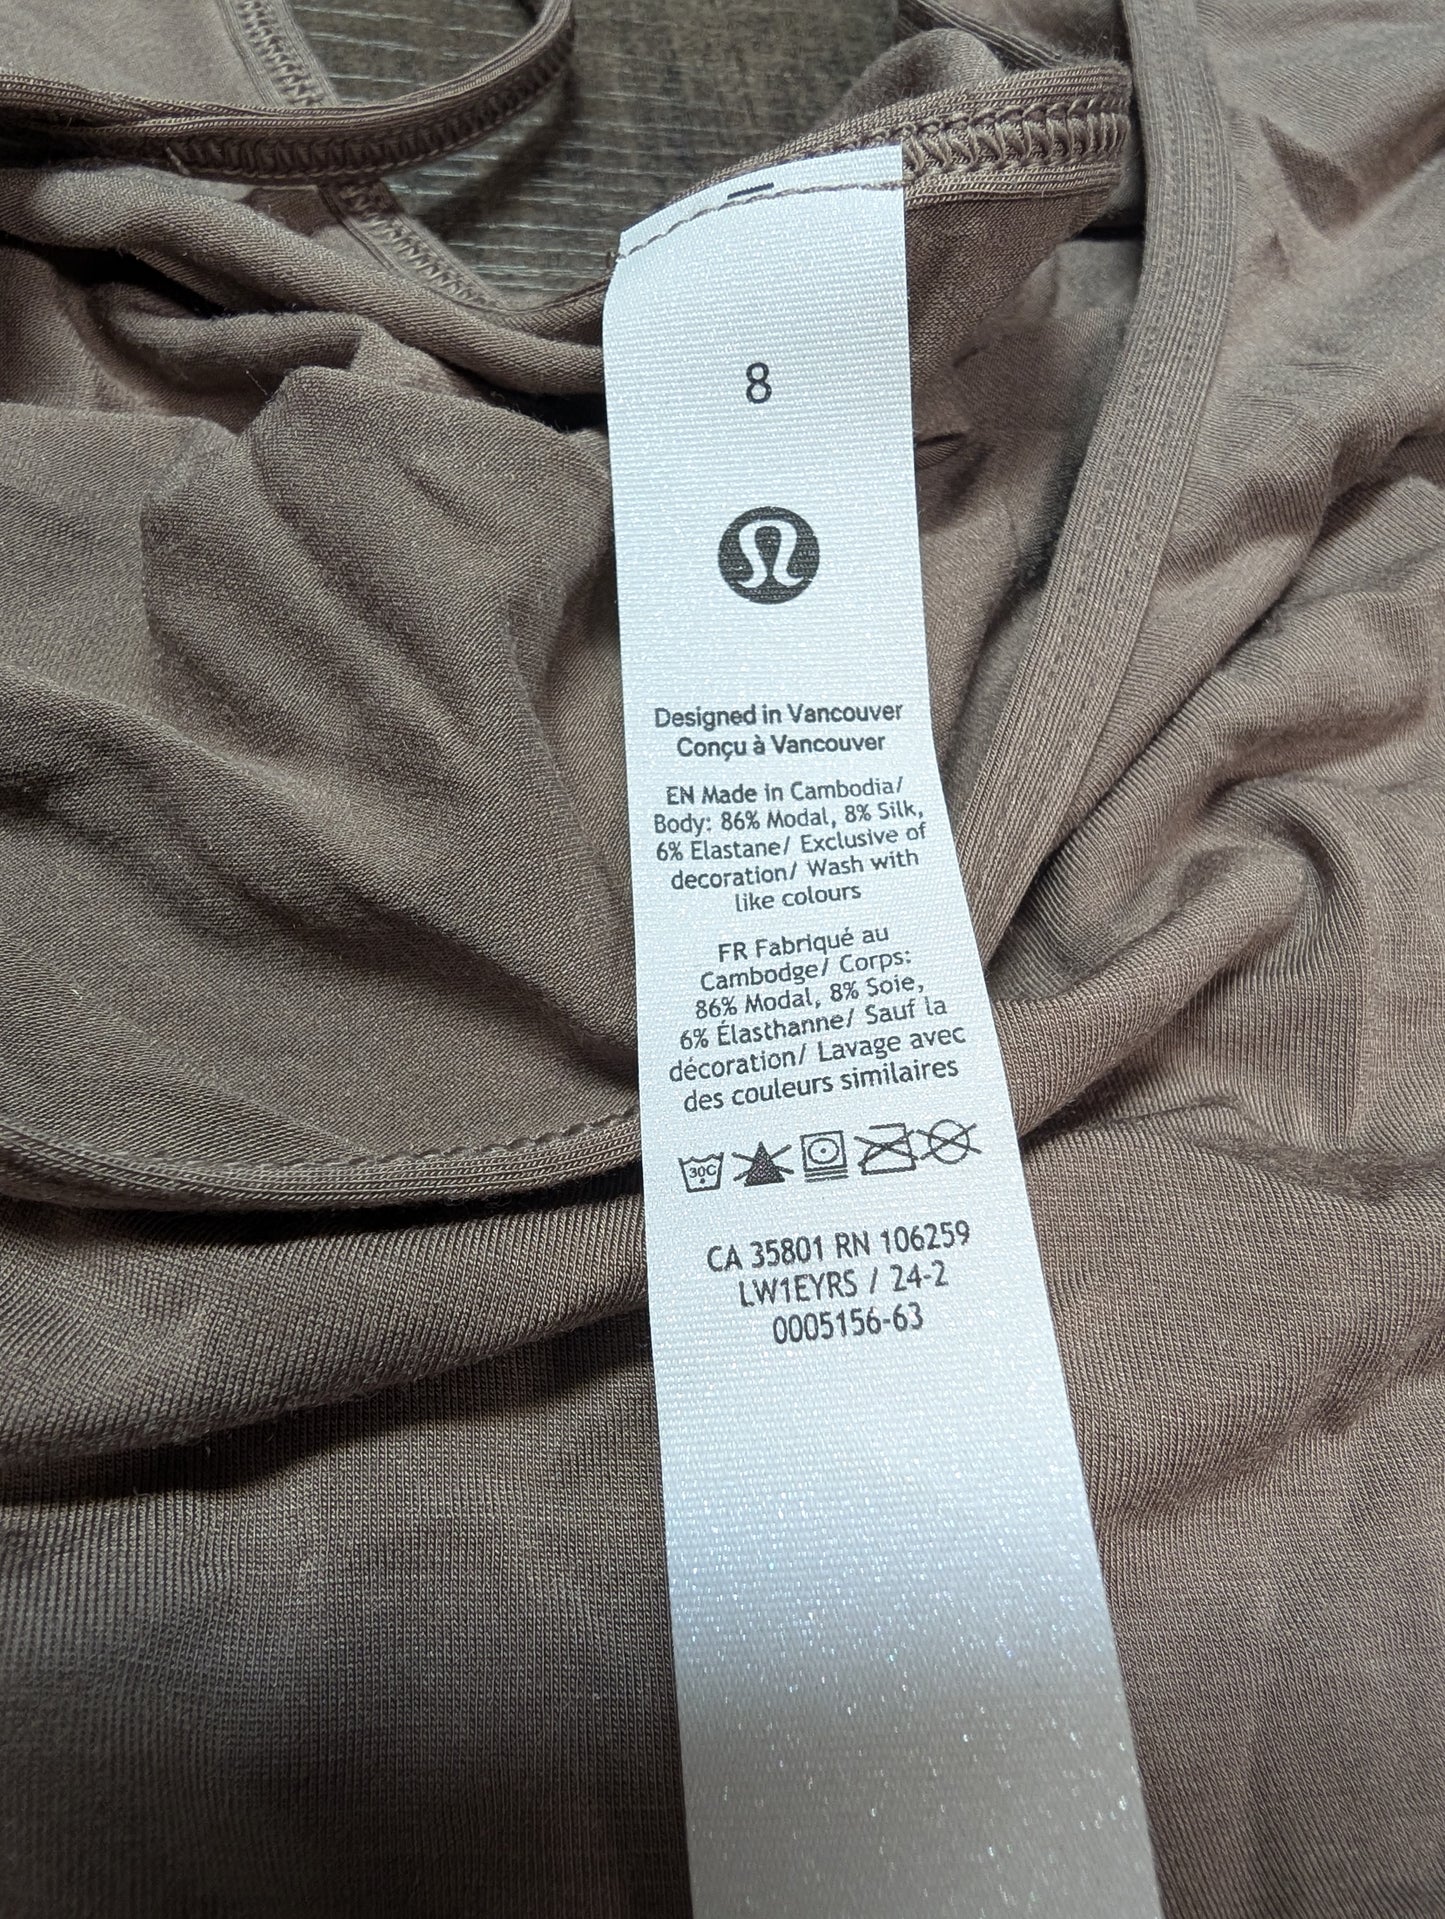 8
Designed in Vancouver
Conçu à Vancouver
EN Made in Cambodia/
Body: 86% Modal, 8% Silk,
6% Elastane/ Exclusive of
decoration/ Wash with
like colours
FR Fabriqué au
Cambodge/ Corps:
86% Modal, 8% Soie,
6% Élasthanne/ Sauf la
décoration/ Lavage avec
des couleurs similaires
30C
CA 35801 RN 106259
LW1EYRS / 24-2
0005156-63